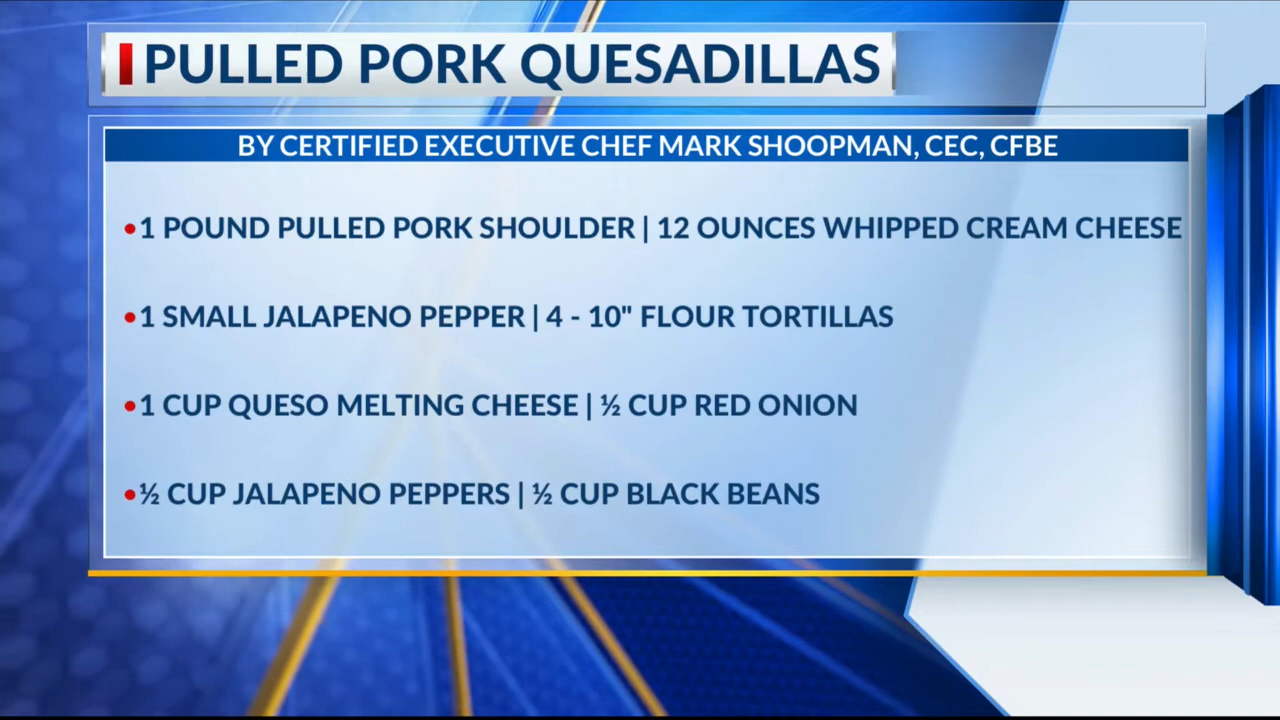 PULLED PORK QUESADILLAS
BY CERTIFIED EXECUTIVE CHEF MARK SHOOPMAN, CEC, CFBE
•1 POUND PULLED PORK SHOULDER | 12 OUNCES WHIPPED CREAM CHEESE
•1 SMALL JALAPENO PEPPER | 4 - 10" FLOUR TORTILLAS
•1 CUP QUESO MELTING CHEESE | ½ CUP RED ONION
•½ CUP JALAPENO PEPPERS | ½ CUP BLACK BEANS